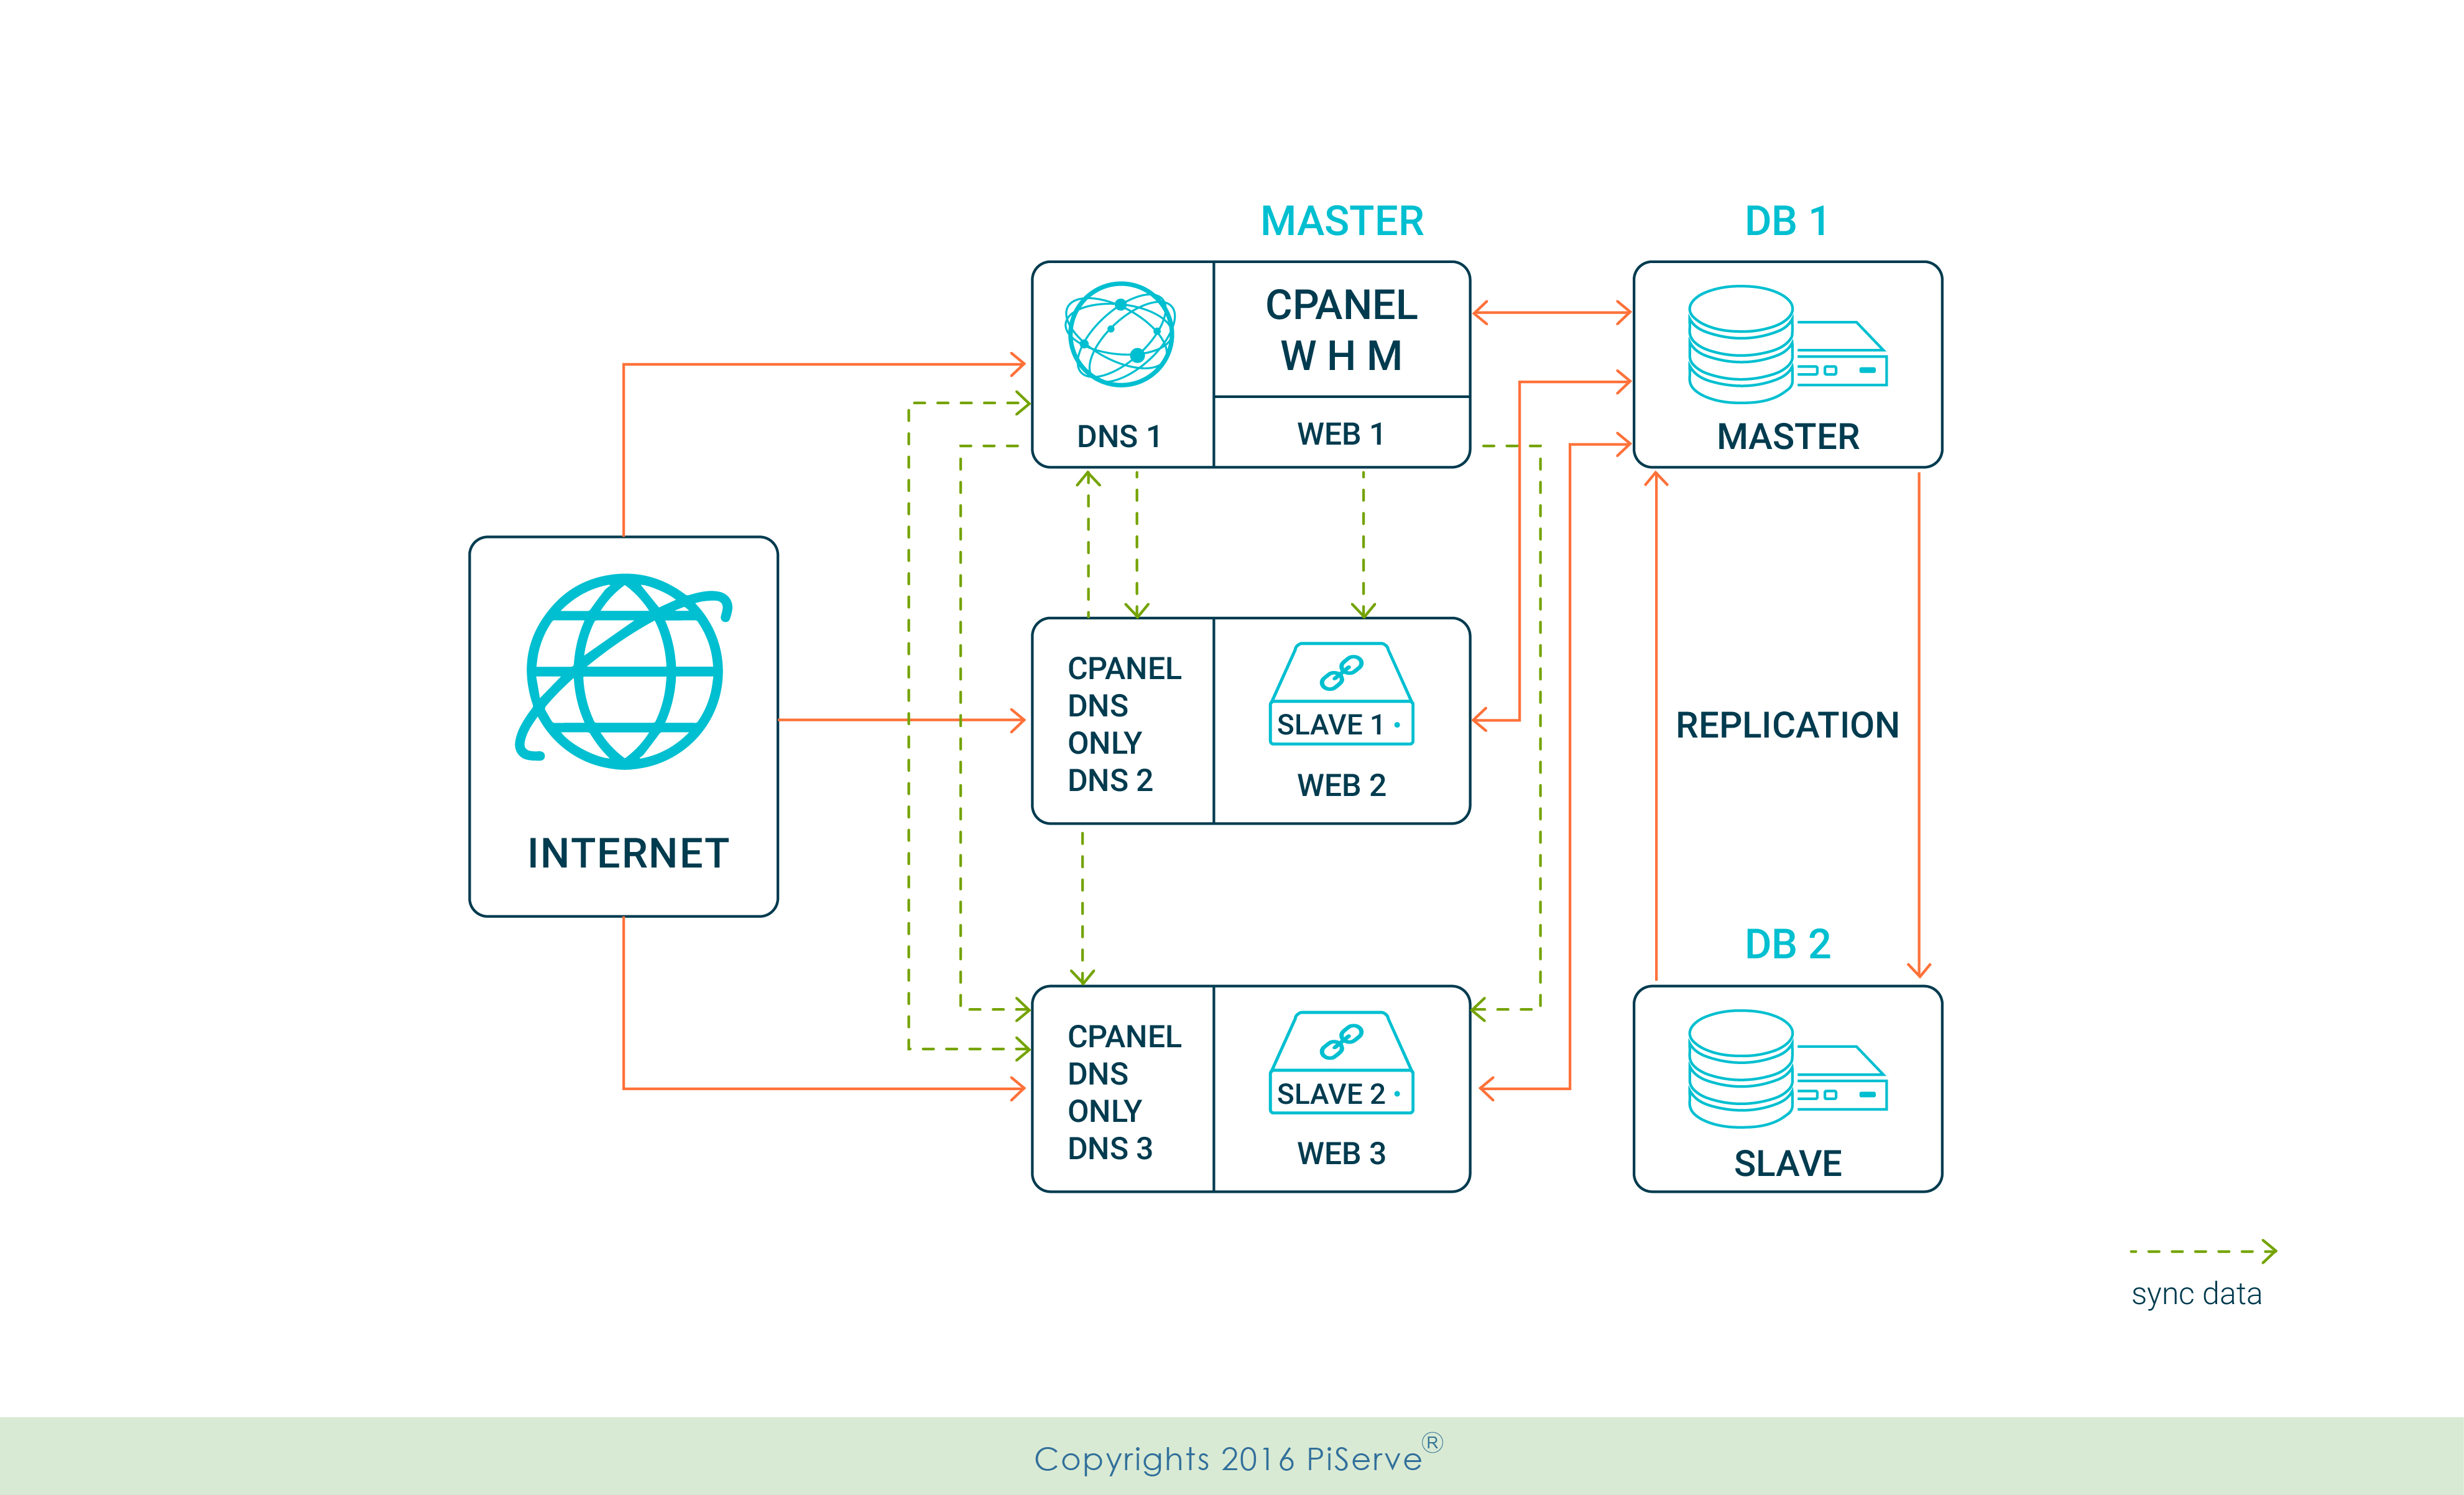 MASTER
DB 1
CPANEL
W H M
DNS 1
WEB 1
MASTER
INTERNET
CPANEL
DNS
ONLY
DNS 2
SLAVE 1
WEB 2
REPLICATION
DB 2
CPANEL
DNS
ONLY
DNS 3
SLAVE 2
WEB 3
SLAVE
sync data
Copyrights 2016 PiServe®